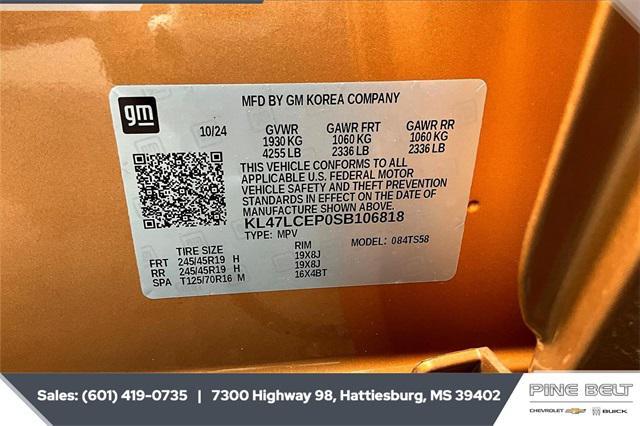 gm
MFD BY GM KOREA COMPANY
10/24 GVWR GAWR FRT GAWR RR
1930 KG 1060 KG 1060 KG
4255 LB 2336 LB 2336 LB
THIS VEHICLE CONFORMS TO ALL
APPLICABLE U.S. FEDERAL MOTOR
VEHICLE SAFETY AND THEFT PREVENTION
STANDARDS IN EFFECT ON THE DATE OF
MANUFACTURE SHOWN ABOVE.
KL47LCEP0SB106818
TYPE: MPV MODEL: 084TS58
TIRE SIZE RIM
FRT 245/45R19 H 19X8J
RR 245/45R19 H 19X8J
SPA T125/70R16 M 16X4BT
Sales: (601) 419-0735 | 7300 Highway 98, Hattiesburg, MS 39402
PINE BELT
CHEVROLET BUICK